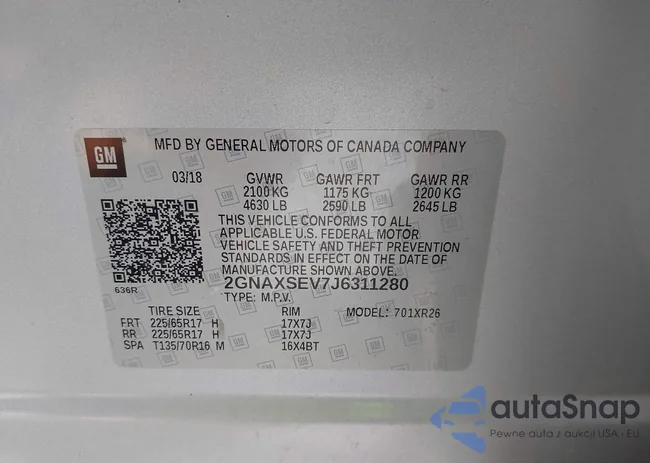 GM
MFD BY GENERAL MOTORS OF CANADA COMPANY
03/18 GVWR GAWR FRT GAWR RR
2100 KG 1175 KG 1200 KG
4630 LB 2590 LB 2645 LB
THIS VEHICLE CONFORMS TO ALL
APPLICABLE U.S. FEDERAL MOTOR
VEHICLE SAFETY AND THEFT PREVENTION
STANDARDS IN EFFECT ON THE DATE OF
MANUFACTURE SHOWN ABOVE.
636R 2GNAXSEV7J6311280
TYPE: M.P.V.
TIRE SIZE RIM MODEL: 701XR26
FRT 225/65R17 H 17X7J
RR 225/65R17 H 17X7J
SPA T135/70R16 M 16X4BT
autaSnap
Pewne auta z aukcji USA - EU